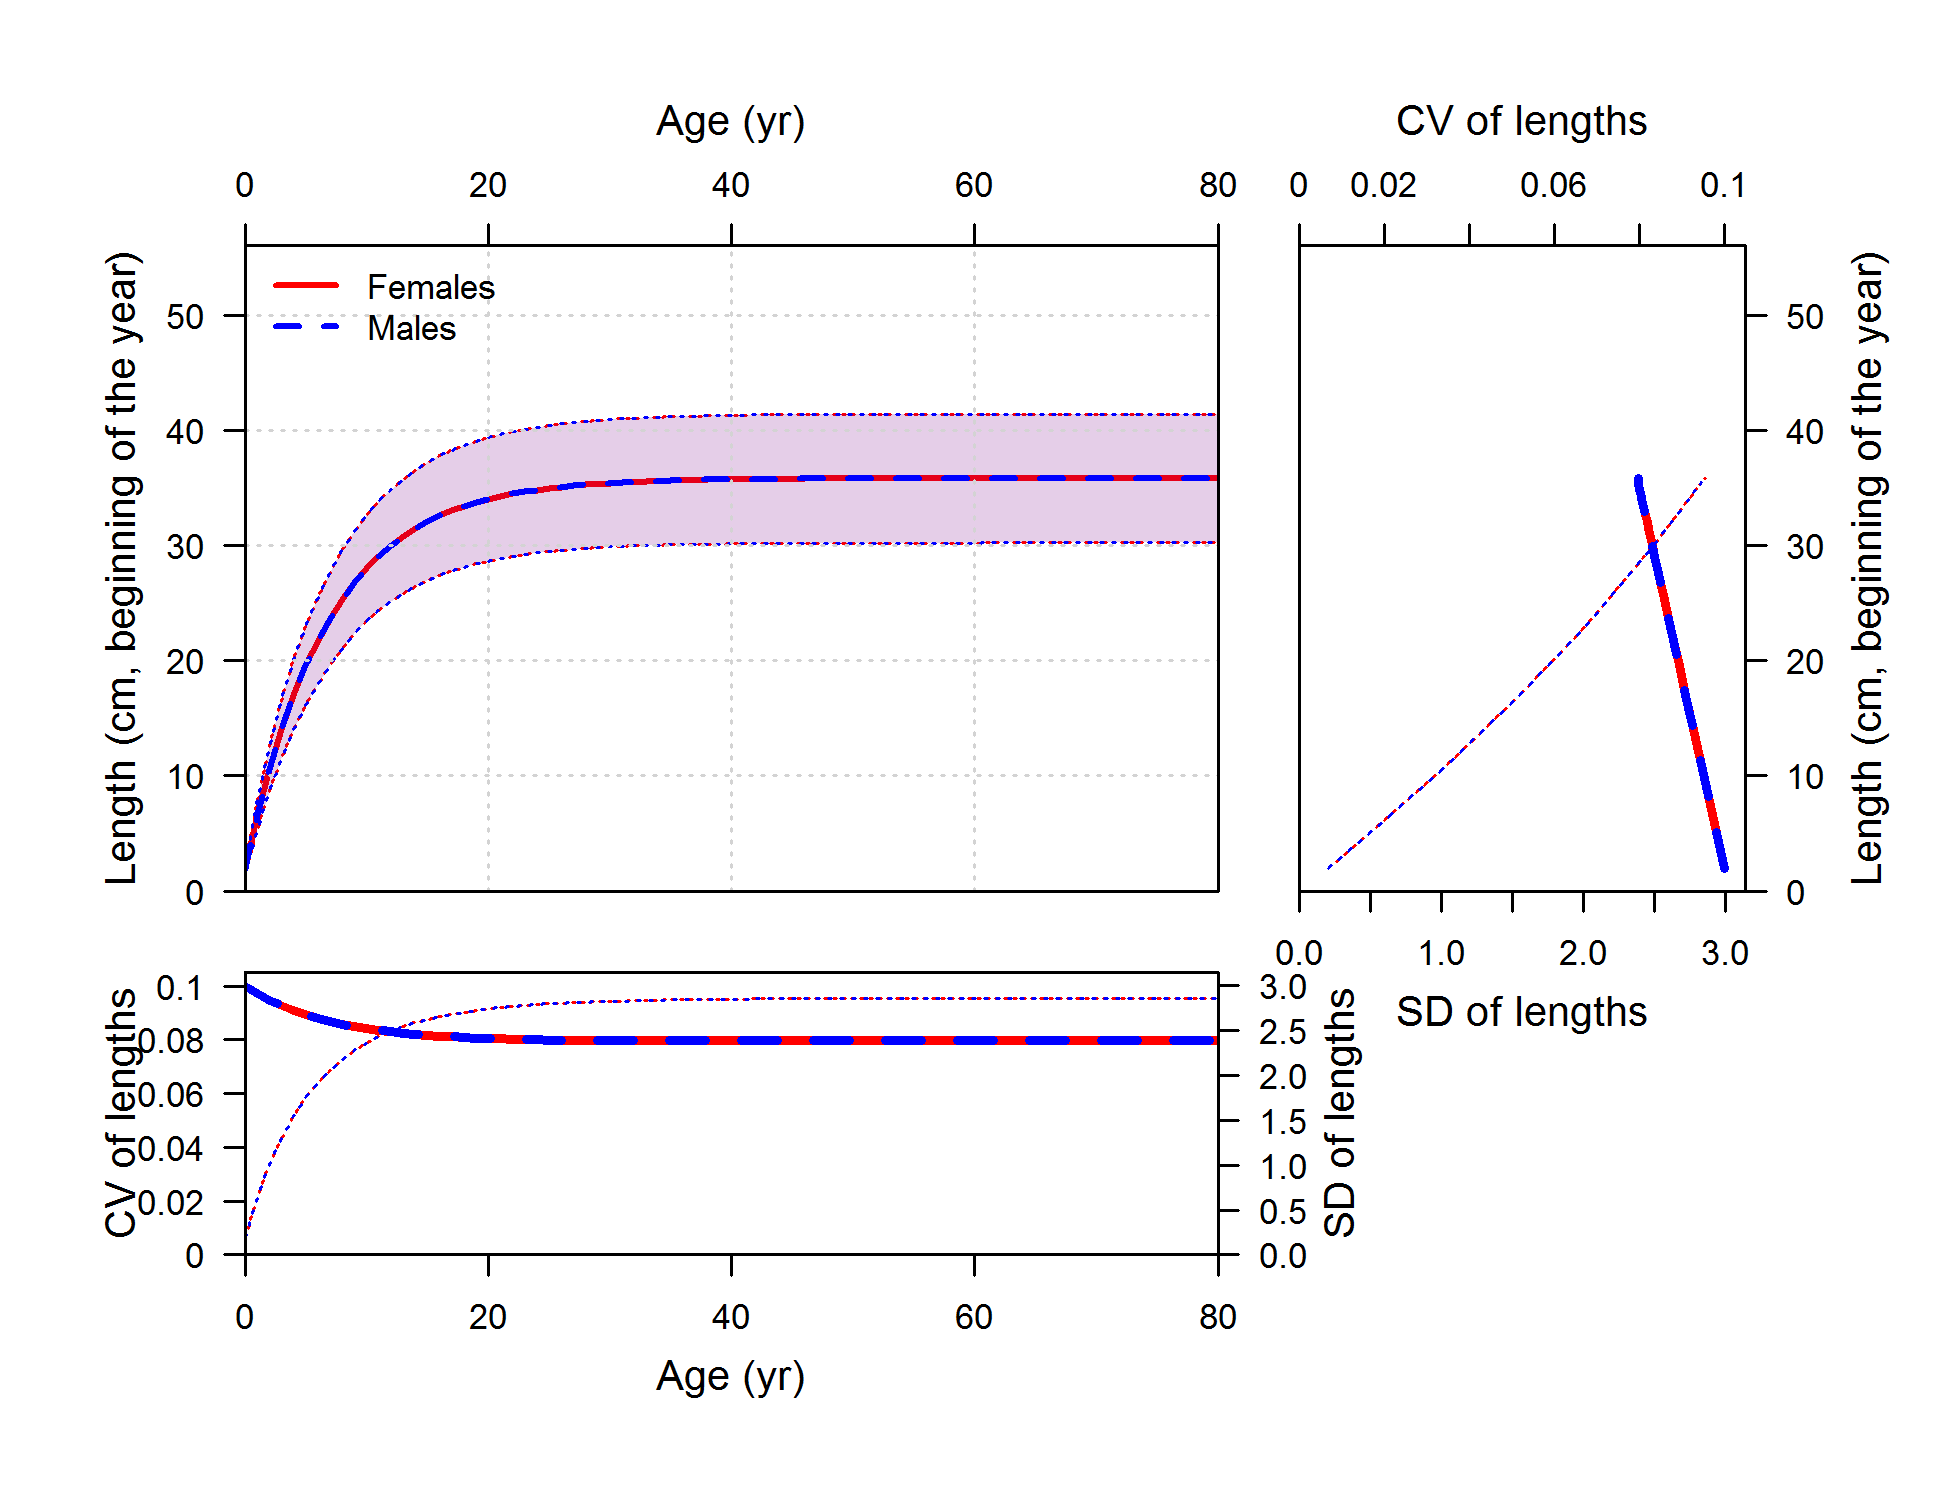 Age (yr)
CV of lengths
0 20 40 60 80
0 0.02 0.06 0.1
Length (cm, beginning of the year)
50
40
30
20
10
0
Females
Males
50
40
30
20
10
0
Length (cm, beginning of the year)
0.0 1.0 2.0 3.0
SD of lengths
CV of lengths
0.1
0.08
0.06
0.04
0.02
0
3.0
2.5
2.0
1.5
1.0
0.5
0.0
SD of lengths
0 20 40 60 80
Age (yr)